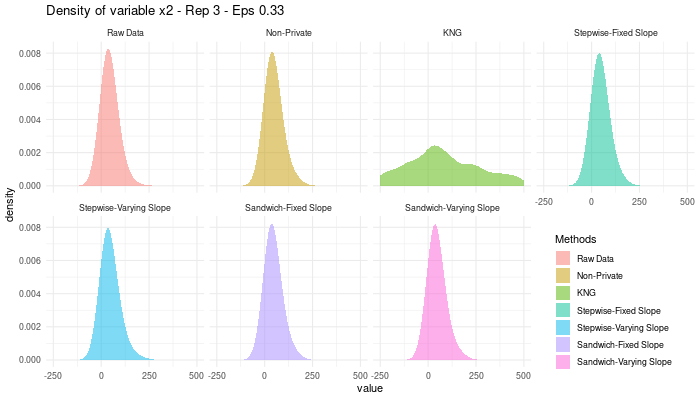 Density of variable x2 - Rep 3 - Eps 0.33
Raw Data
Non-Private
KNG
Stepwise-Fixed Slope
0.008
0.006
0.004
0.002
0.000
-250 0 250 500
density
Stepwise-Varying Slope
Sandwich-Fixed Slope
Sandwich-Varying Slope
0.008
0.006
0.004
0.002
0.000
-250 0 250 500
-250 0 250 500
-250 0 250 500
value
Methods
Raw Data
Non-Private
KNG
Stepwise-Fixed Slope
Stepwise-Varying Slope
Sandwich-Fixed Slope
Sandwich-Varying Slope